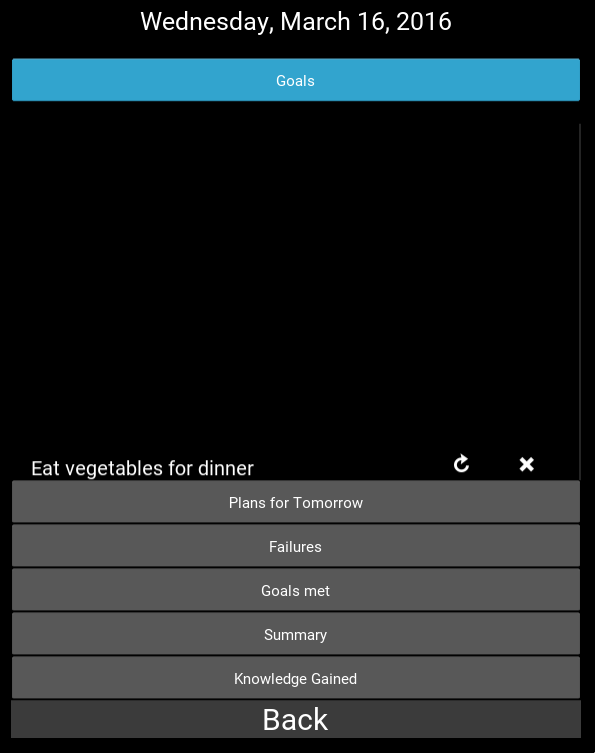 Wednesday, March 16, 2016
Goals
Eat vegetables for dinner
Plans for Tomorrow
Failures
Goals met
Summary
Knowledge Gained
Back